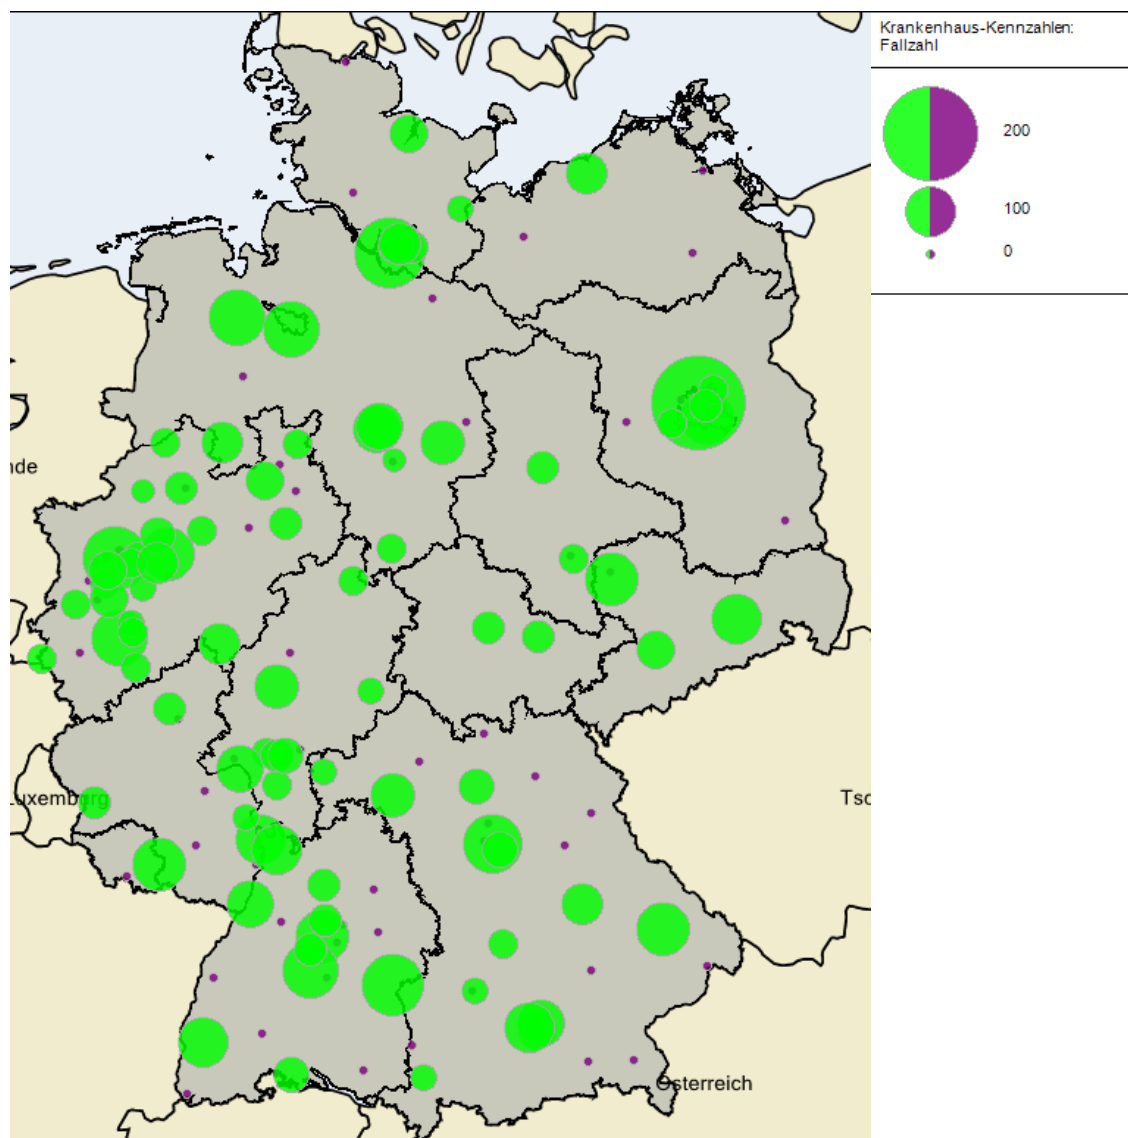 Krankenhaus-Kennzahlen:
Fallzahl
200
100
0
nde
Luxemburg
Tsc
Österreich